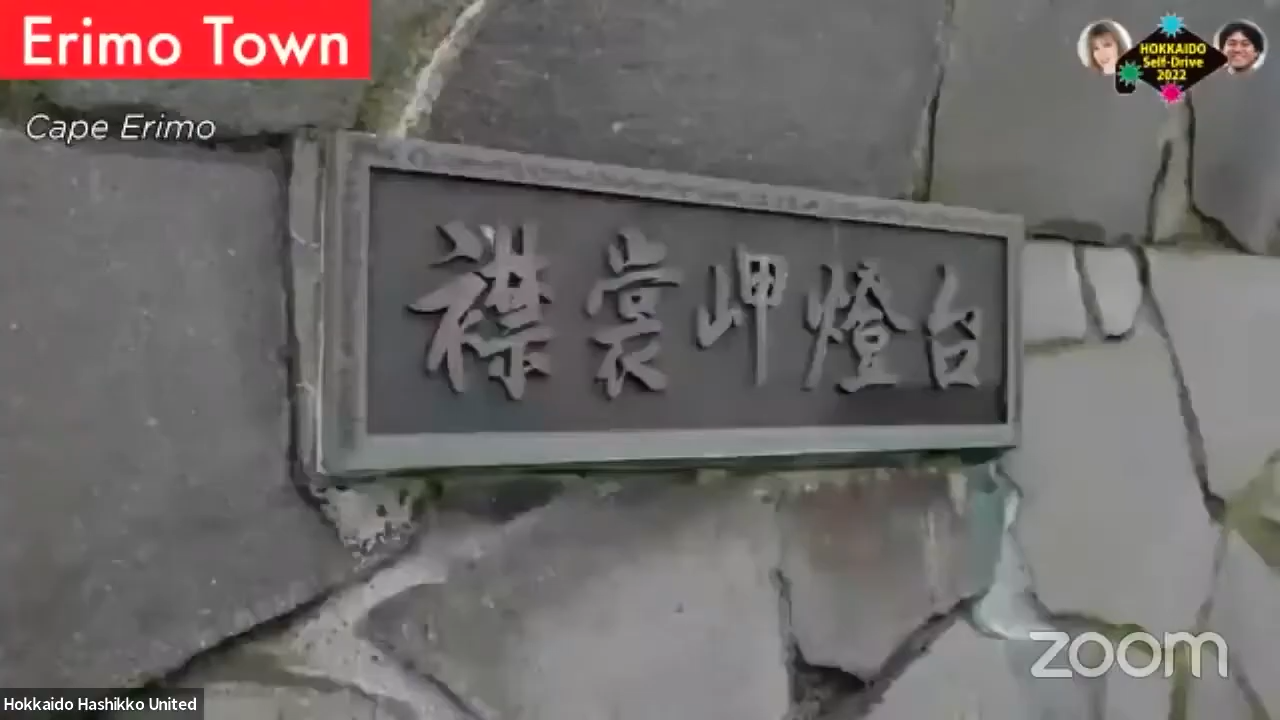 Erimo Town
Cape Erimo
HOKKAIDO
Self-Drive
2022
襟裳岬燈台
zoom
Hokkaido Hashikko United